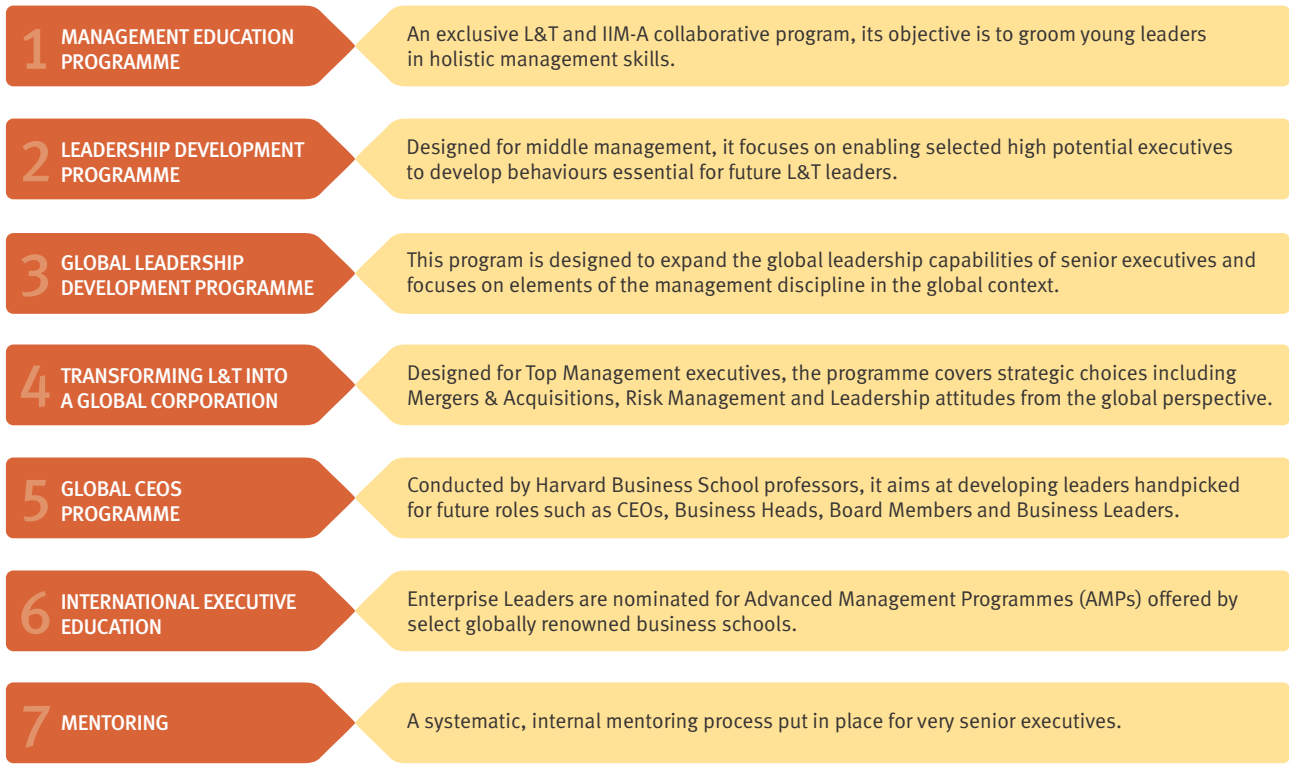 1 MANAGEMENT EDUCATION
PROGRAMME
An exclusive L&T and IIM-A collaborative program, its objective is to groom young leaders
in holistic management skills.
2 LEADERSHIP DEVELOPMENT
PROGRAMME
Designed for middle management, it focuses on enabling selected high potential executives
to develop behaviours essential for future L&T leaders.
3 GLOBAL LEADERSHIP
DEVELOPMENT PROGRAMME
This program is designed to expand the global leadership capabilities of senior executives and
focuses on elements of the management discipline in the global context.
4 TRANSFORMING L&T INTO
A GLOBAL CORPORATION
Designed for Top Management executives, the programme covers strategic choices including
Mergers & Acquisitions, Risk Management and Leadership attitudes from the global perspective.
5 GLOBAL CEOS
PROGRAMME
Conducted by Harvard Business School professors, it aims at developing leaders handpicked
for future roles such as CEOs, Business Heads, Board Members and Business Leaders.
6 INTERNATIONAL EXECUTIVE
EDUCATION
Enterprise Leaders are nominated for Advanced Management Programmes (AMPs) offered by
select globally renowned business schools.
7 MENTORING
A systematic, internal mentoring process put in place for very senior executives.